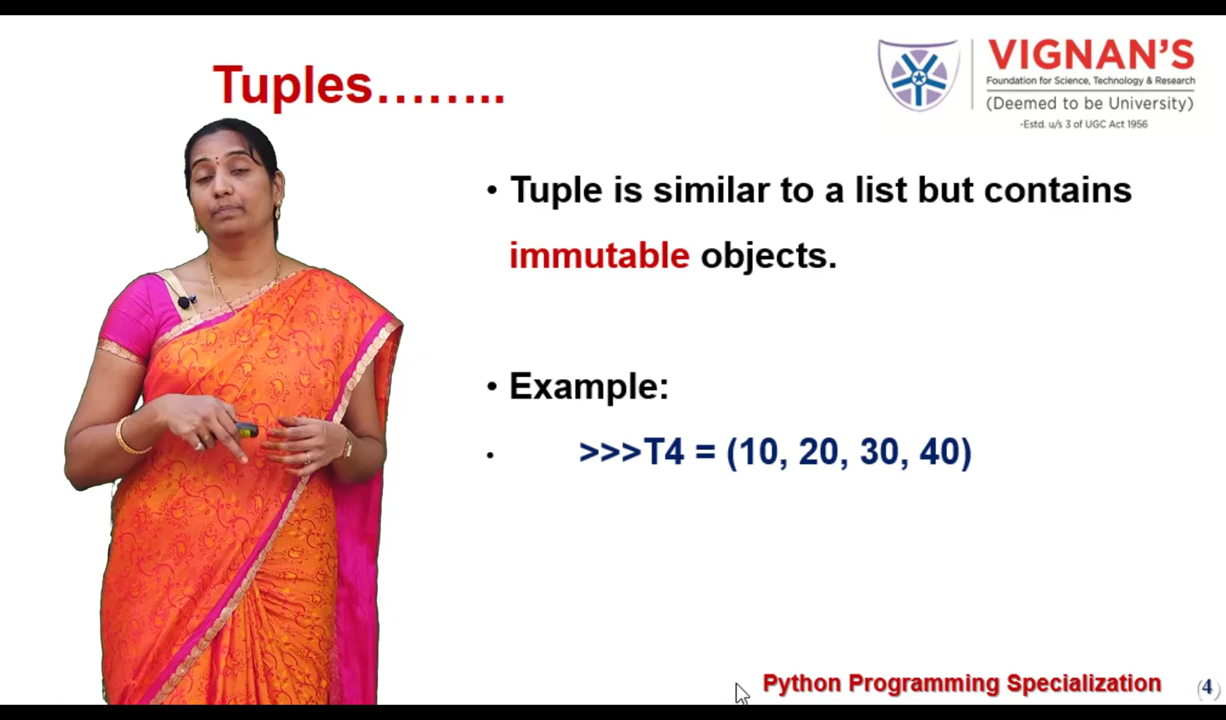 Tuples……..
VIGNAN'S
Foundation for Science, Technology & Research
(Deemed to be University)
-Estd. u/s 3 of UGC Act 1956
• Tuple is similar to a list but contains
immutable objects.
• Example:
• >>>T4 = (10, 20, 30, 40)
Python Programming Specialization
(4)